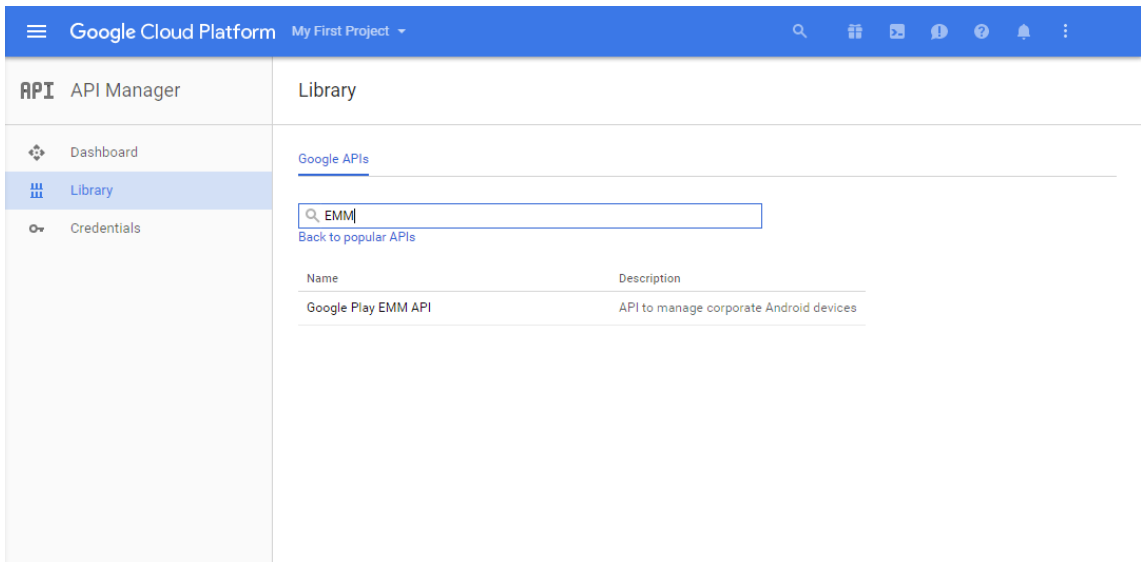 Google Cloud Platform My First Project
API API Manager
Library
Dashboard
Library
Credentials
Google APIs
EMM
Back to popular APIs
Name Description
Google Play EMM API API to manage corporate Android devices